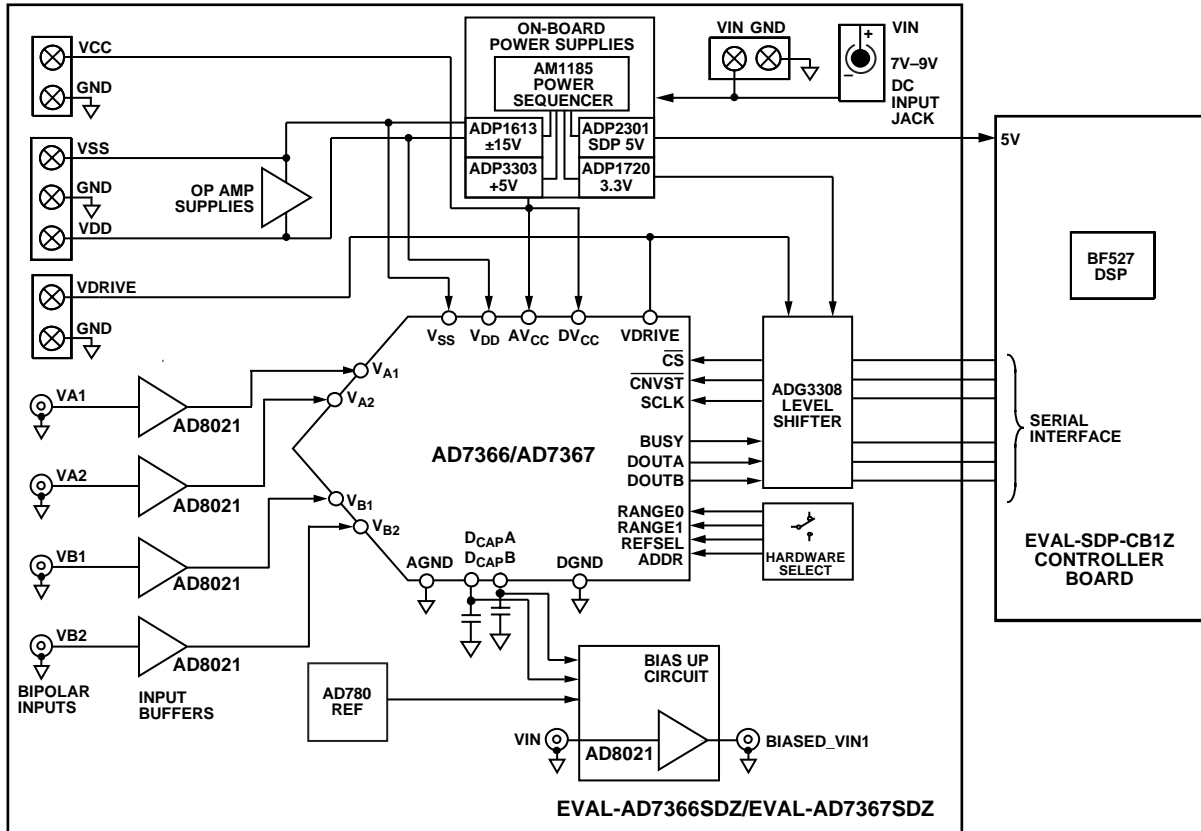 VCC
GND
VSS
GND
VDD
OP AMP
SUPPLIES
VDRIVE
GND
ON-BOARD
POWER SUPPLIES
AM1185
POWER
SEQUENCER
ADP1613
±15V
ADP2301
SDP 5V
ADP3303
+5V
ADP1720
3.3V
VIN GND
VIN
+
–
7V–9V
DC
INPUT
JACK
5V
BF527
DSP
SERIAL
INTERFACE
EVAL-SDP-CB1Z
CONTROLLER
BOARD
VSS
VDD
AVCC
DVCC
VDRIVE
VA1
VA2
VB1
VB2
CS
CNVST
SCLK
BUSY
DOUTA
DOUTB
RANGE0
RANGE1
REFSEL
ADDR
AD7366/AD7367
ADG3308
LEVEL
SHIFTER
HARDWARE
SELECT
AGND
DCAPA
DCAPB
DGND
VA1
AD8021
VA2
AD8021
VB1
AD8021
VB2
AD8021
BIPOLAR
INPUTS
INPUT
BUFFERS
AD780
REF
BIAS UP
CIRCUIT
VIN
AD8021
BIASED_VIN1
EVAL-AD7366SDZ/EVAL-AD7367SDZ